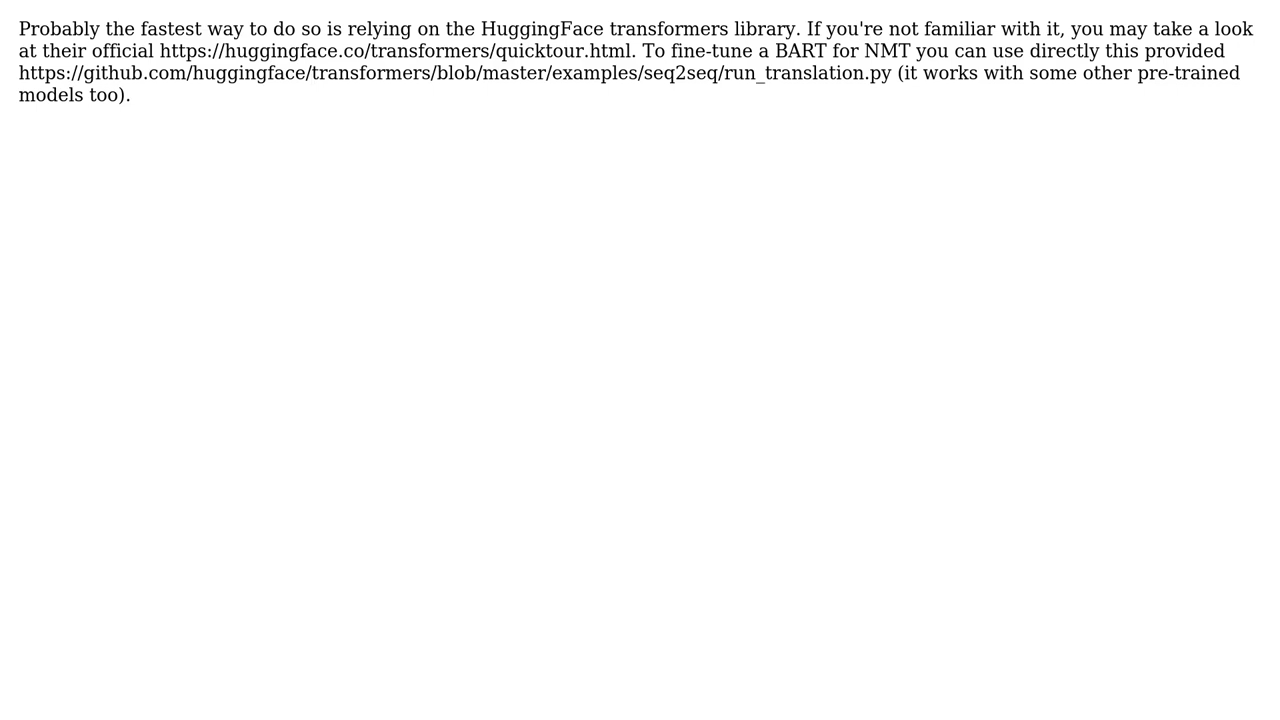 Probably the fastest way to do so is relying on the HuggingFace transformers library. If you're not familiar with it, you may take a look
at their official https://huggingface.co/transformers/quicktour.html. To fine-tune a BART for NMT you can use directly this provided
https://github.com/huggingface/transformers/blob/master/examples/seq2seq/run_translation.py (it works with some other pre-trained
models too).